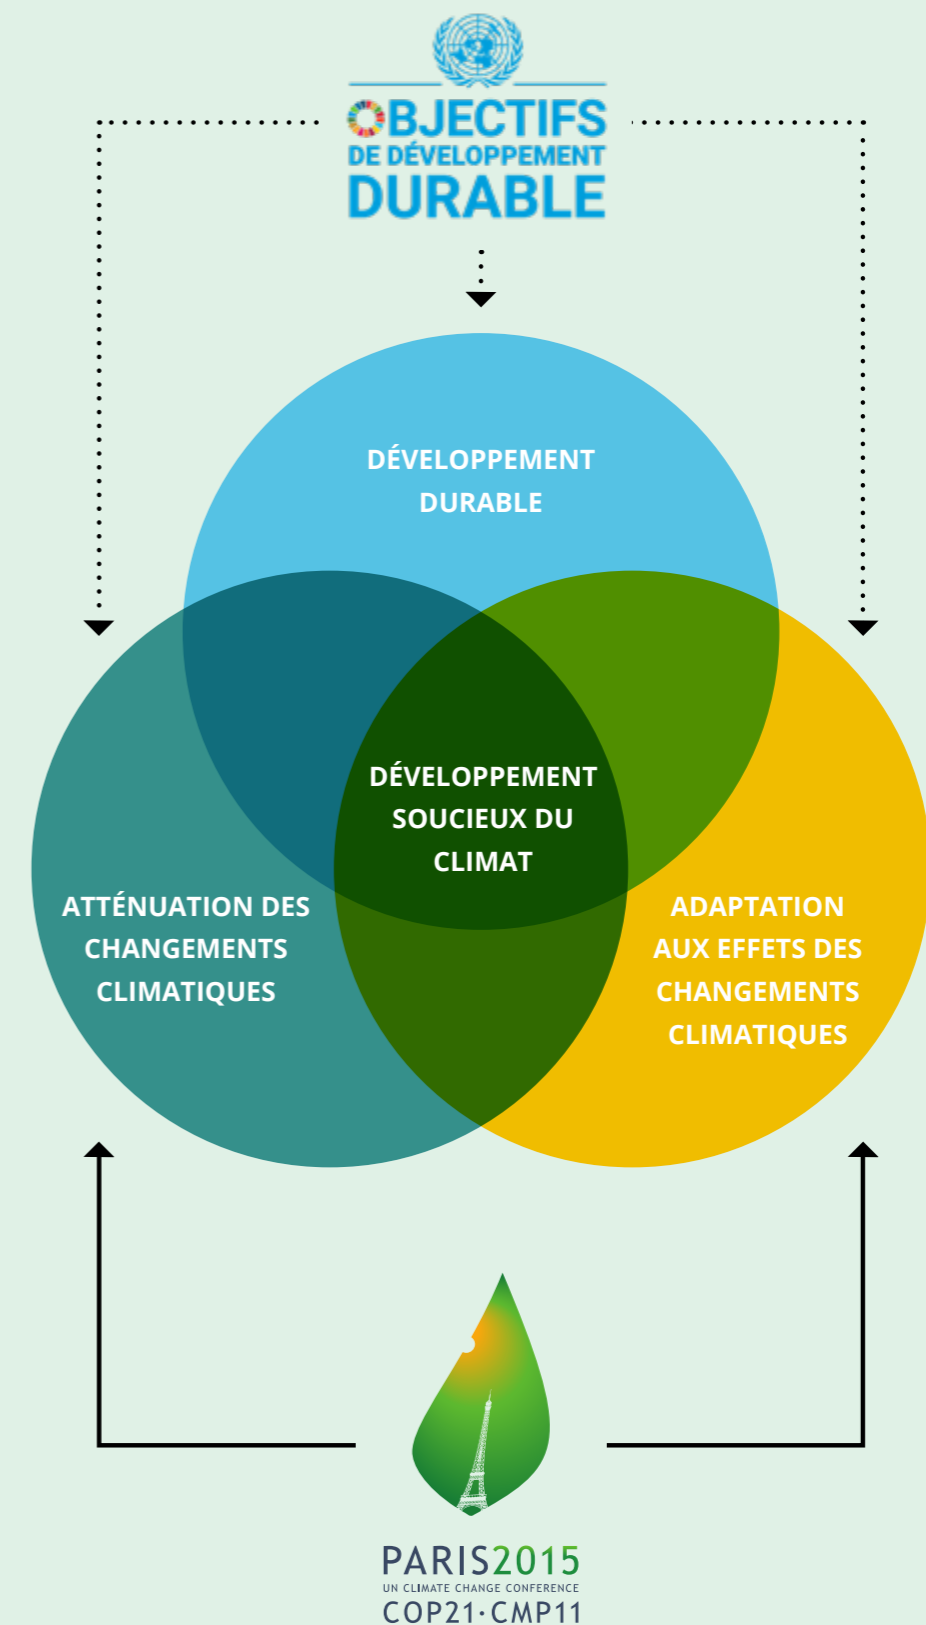 OBJECTIFS
DE DÉVELOPPEMENT
DURABLE
DÉVELOPPEMENT
DURABLE
DÉVELOPPEMENT
SOUCIEUX DU
CLIMAT
ATTÉNUATION DES
CHANGEMENTS
CLIMATIQUES
ADAPTATION
AUX EFFETS DES
CHANGEMENTS
CLIMATIQUES
PARIS2015
UN CLIMATE CHANGE CONFERENCE
COP21·CMP11